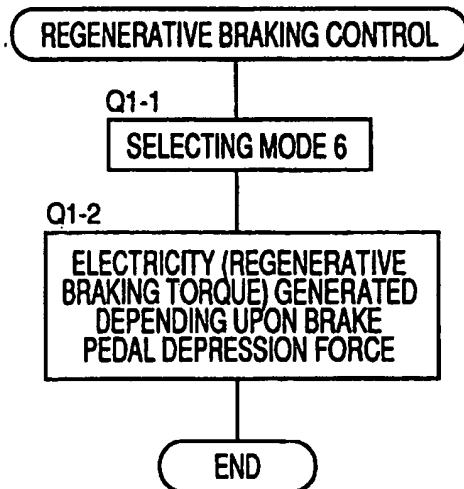 REGENERATIVE BRAKING CONTROL
Q1-1
SELECTING MODE 6
Q1-2
ELECTRICITY (REGENERATIVE
BRAKING TORQUE) GENERATED
DEPENDING UPON BRAKE
PEDAL DEPRESSION FORCE
END